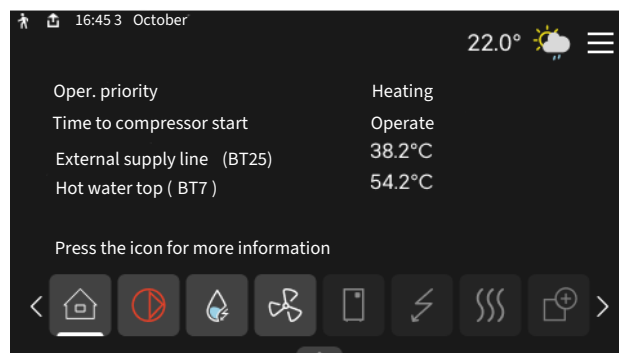 16:45 3 October
22.0°
Oper. priority Heating
Time to compressor start Operate
External supply line (BT25) 38.2°C
Hot water top ( BT7 ) 54.2°C
Press the icon for more information